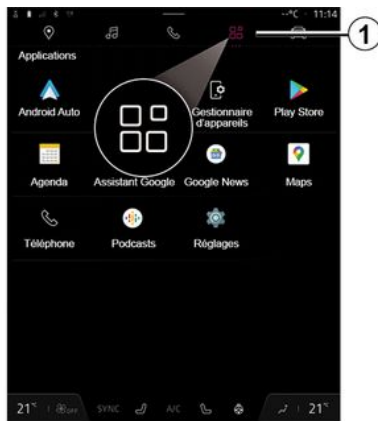 --°C 11:14
1
Applications
Android Auto
Gestionnaire d'appareils
Play Store
Agenda
Assistant Google
Google News
Maps
Téléphone
Podcasts
Réglages
21°C
OFF
SYNC
A/C
21°C